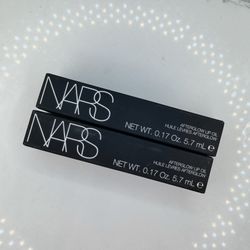 NARS
AFTERGLOW LIP OIL
HUILE LÈVRES AFTERGLOW
NET WT. 0.17 OZ. 5.7 mL e
NARS
AFTERGLOW LIP OIL
HUILE LÈVRES AFTERGLOW
NET WT. 0.17 OZ. 5.7 mL e